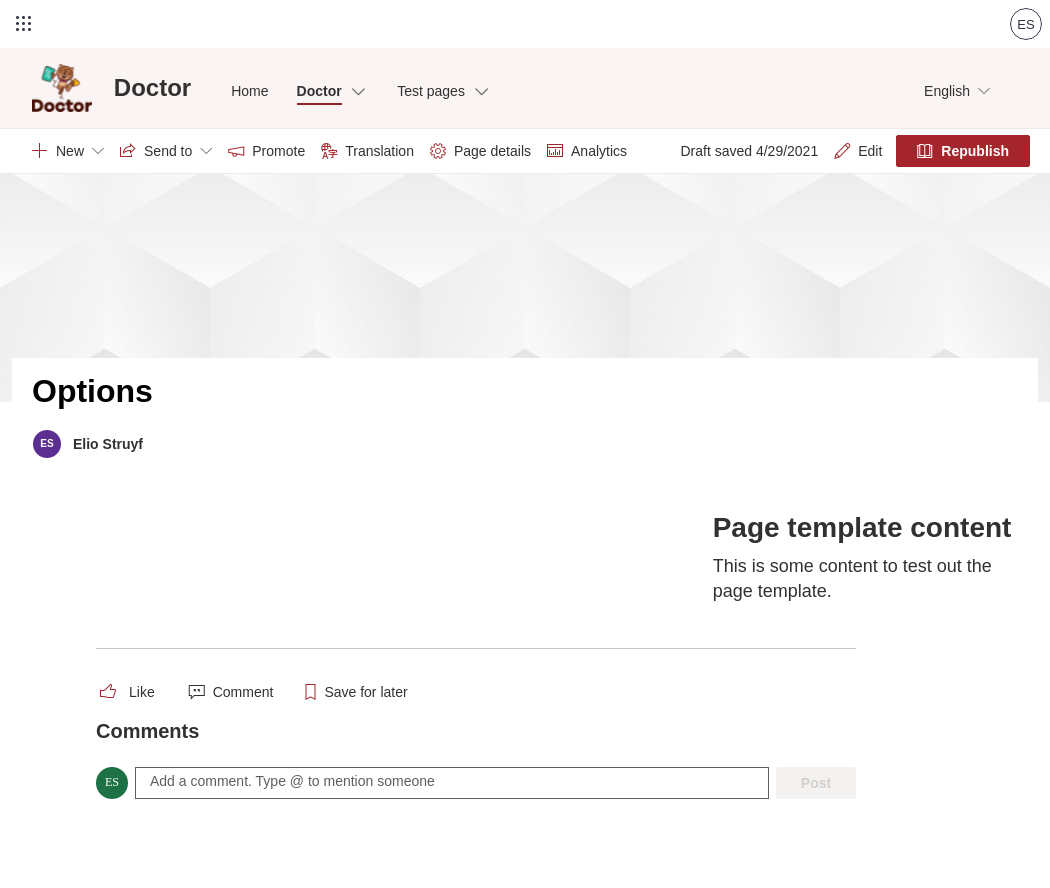 ES
Doctor
Doctor
Home
Doctor
Test pages
English
New
Send to
Promote
Translation
Page details
Analytics
Draft saved 4/29/2021
Edit
Republish
Options
ES
Elio Struyf
Page template content
This is some content to test out the
page template.
Like
Comment
Save for later
Comments
ES
Add a comment. Type @ to mention someone
Post